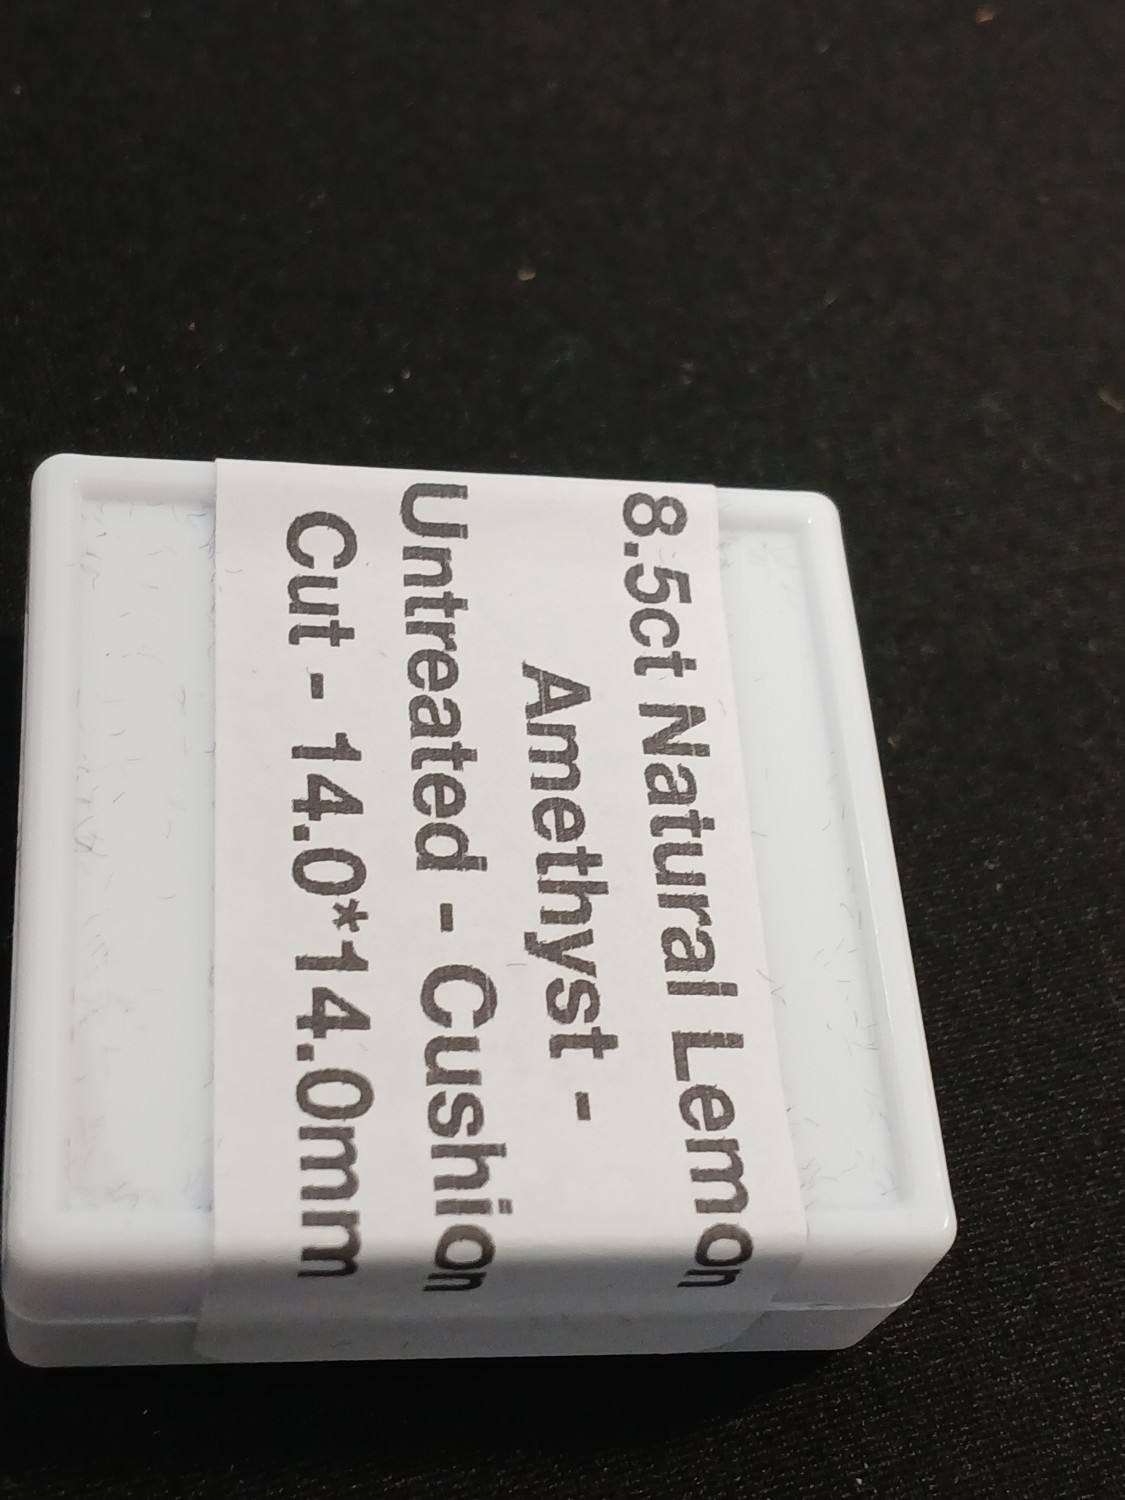 8.5ct Natural Lemon
Amethyst -
Untreated - Cushion
Cut - 14.0*14.0mm